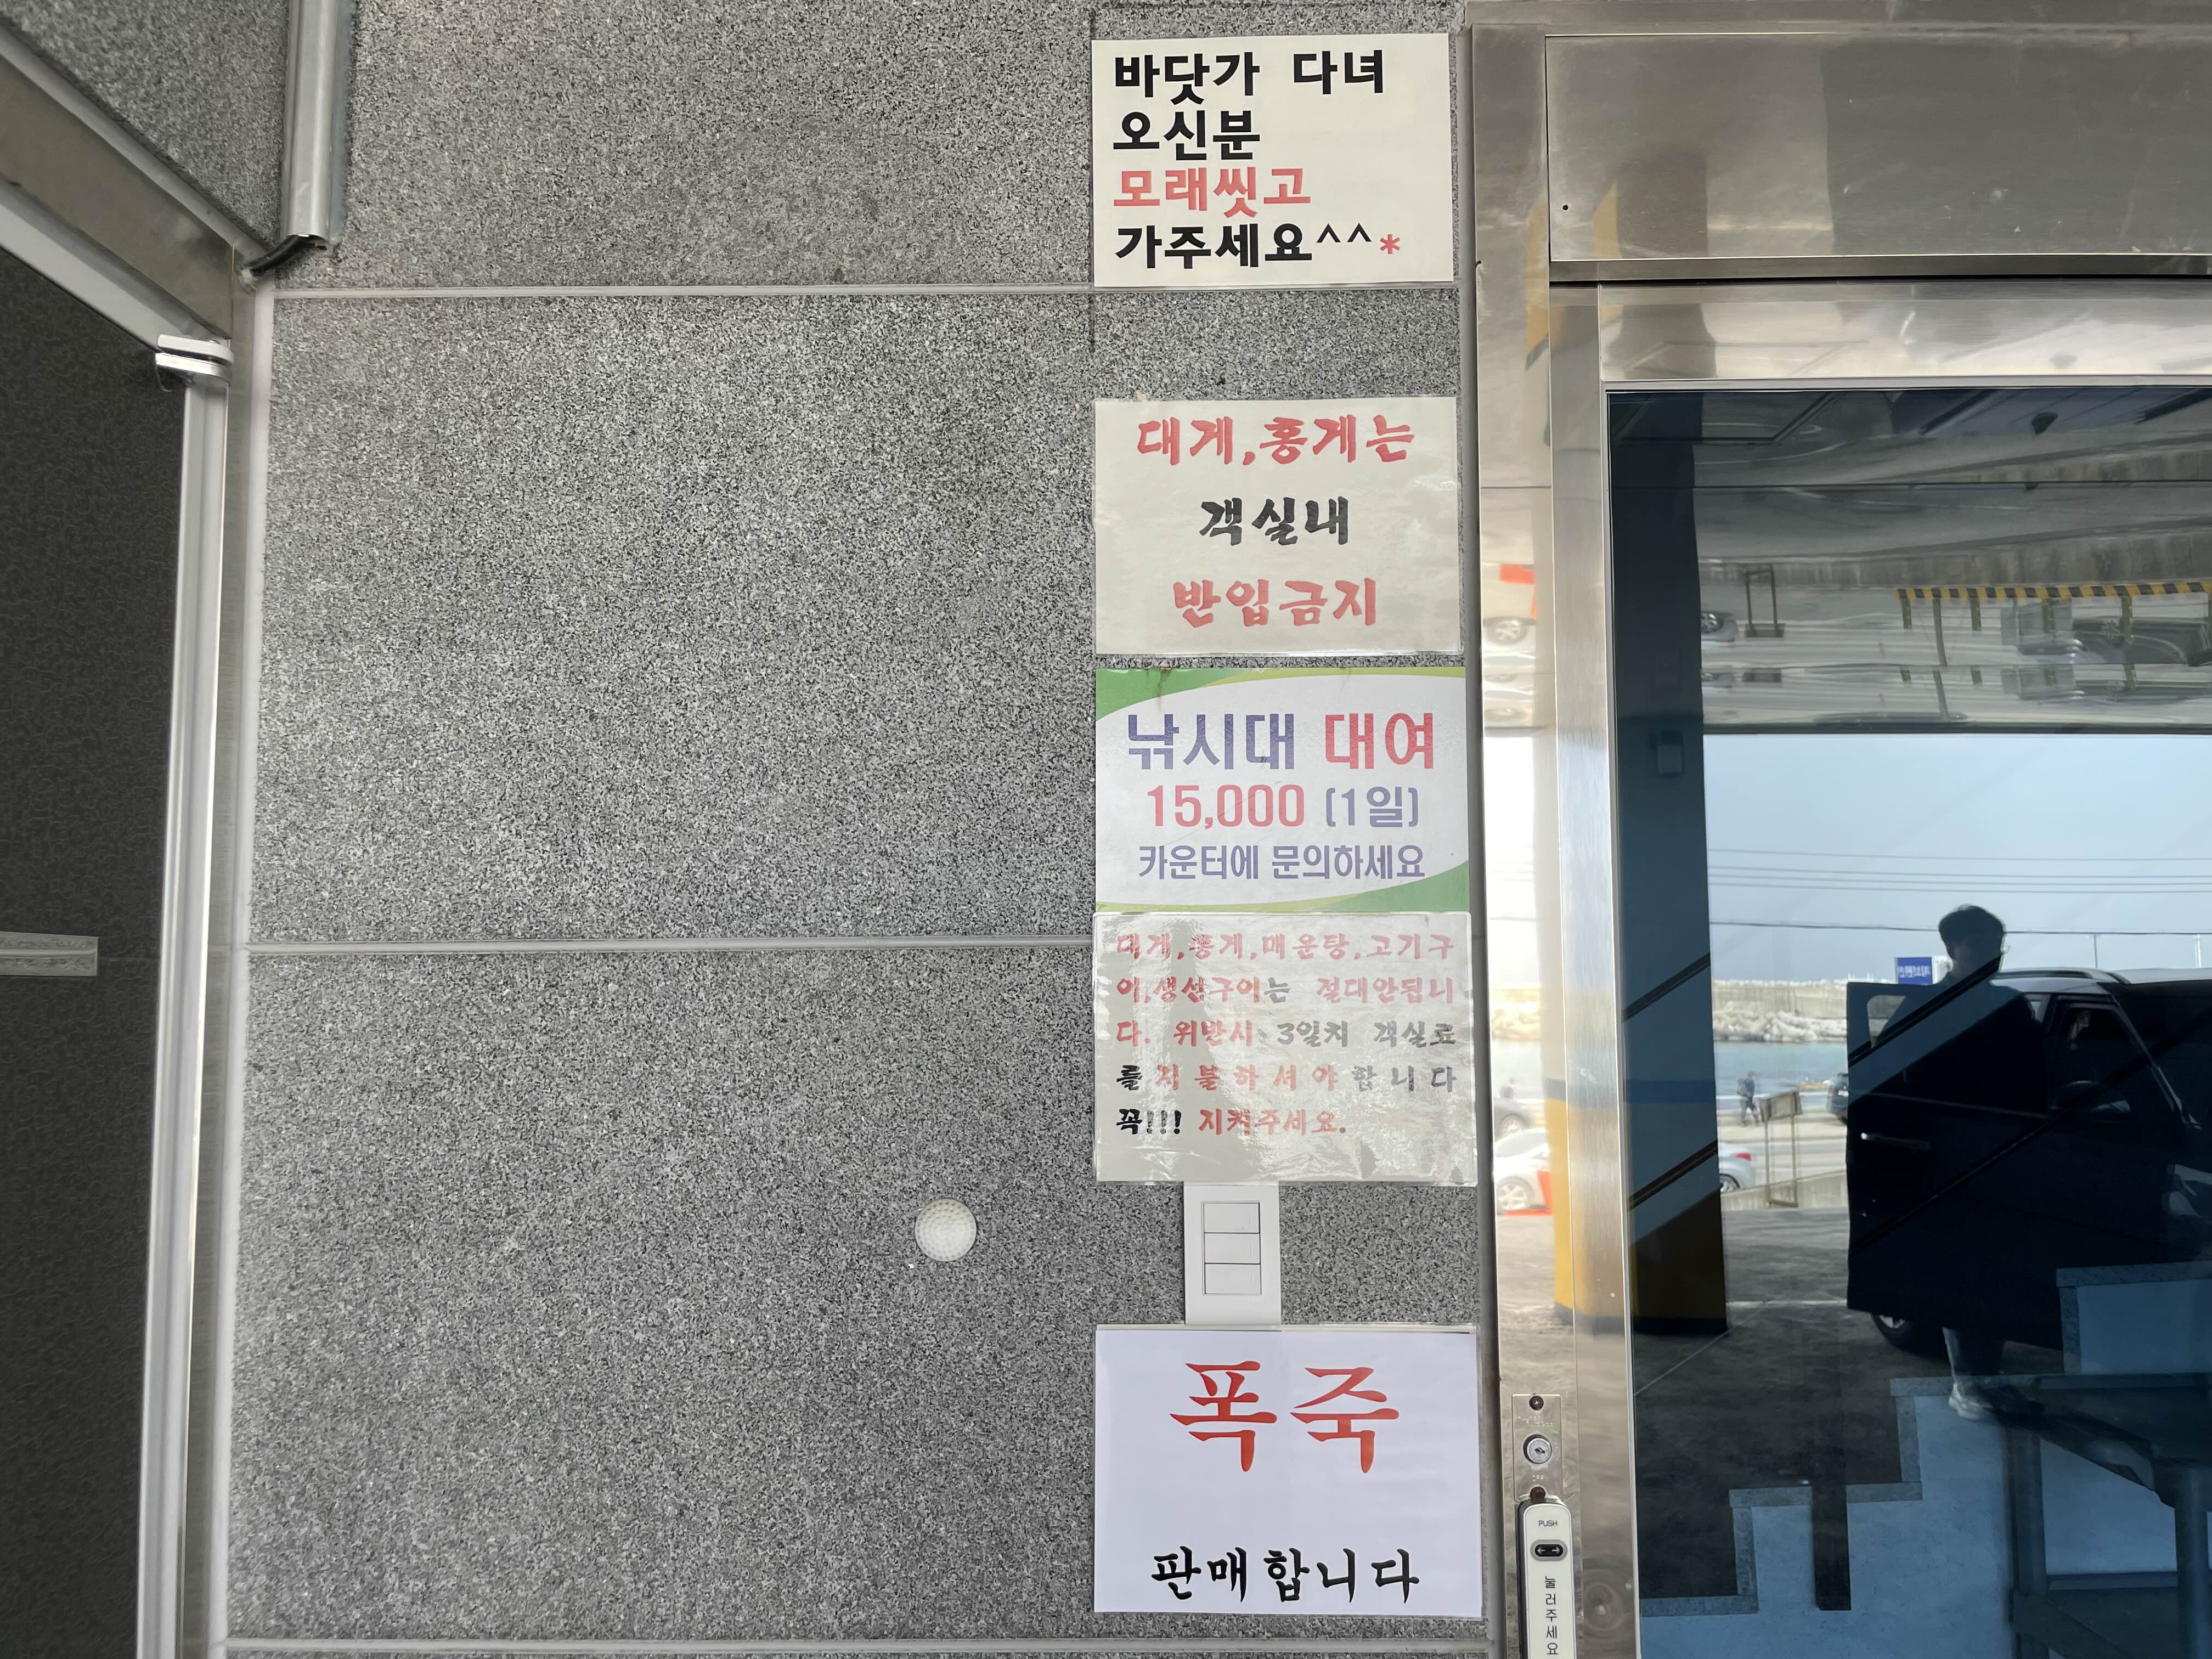 바닷가 다녀
오신분
모래씻고
가주세요^^*
대게,홍게는
객실내
반입금지
낚시대 대여
15,000 (1일)
카운터에 문의하세요
대게,홍게,매운탕,고기구
이,생선구이는 절대안됩니
다. 위반시 3일치 객실료
를 지불하셔야합니다
꼭!!! 지켜주세요.
폭죽
판매합니다
PUSH
눌러주세요